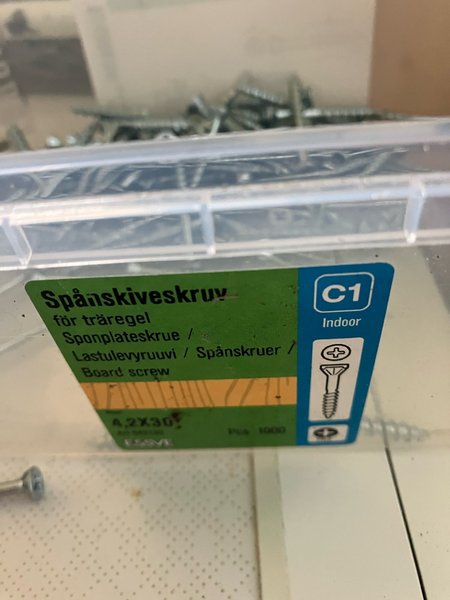 Spånskiveskruv
för träregel
Sponplateskrue /
Lastulevyruuvi / Spånskruer /
Board screw
4,2X30
ESSVE
Pcs 1000
C1
Indoor